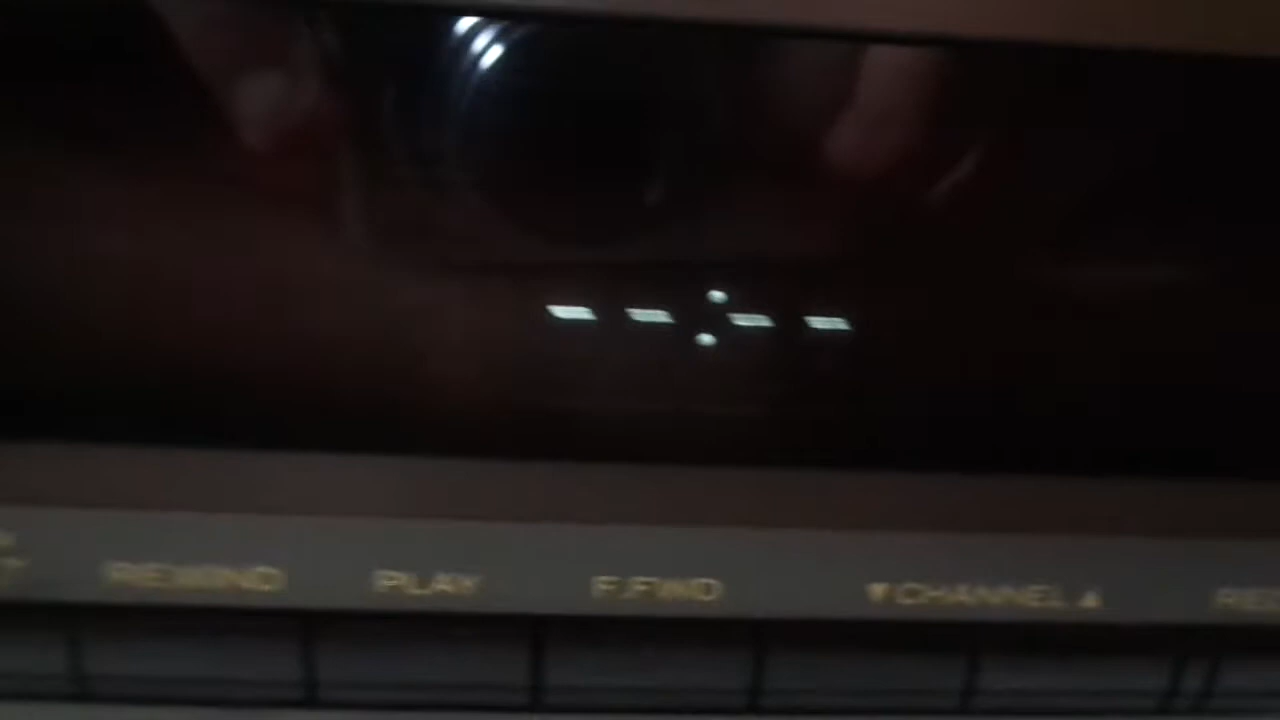 --:--
REWIND PLAY F.FWD ▼CHANNEL▲